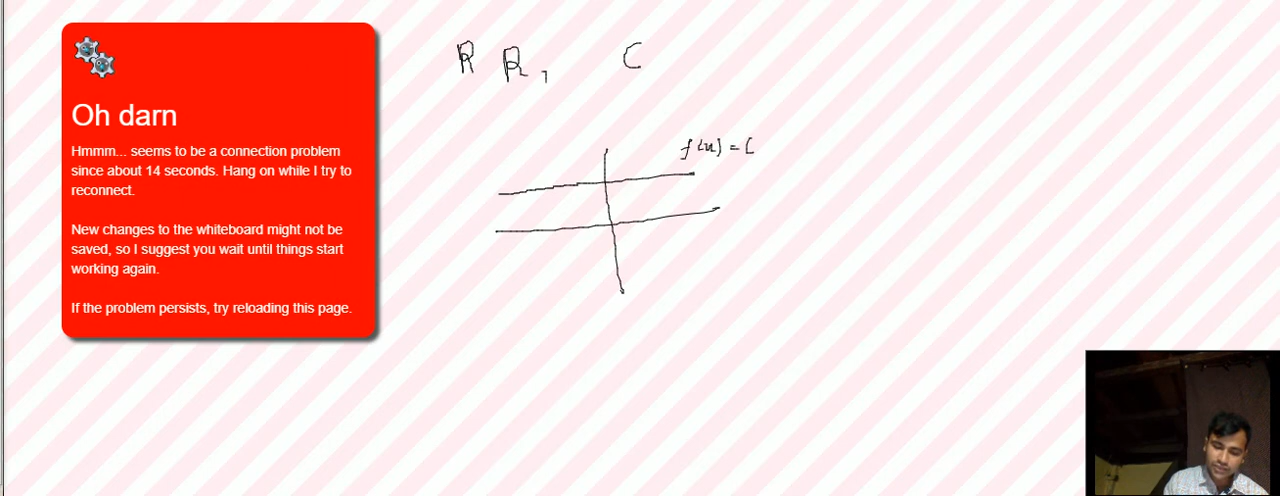 Oh darn
Hmmm... seems to be a connection problem
since about 14 seconds. Hang on while I try to
reconnect.
New changes to the whiteboard might not be
saved, so I suggest you wait until things start
working again.
If the problem persists, try reloading this page.
R R, C
f(x) = C